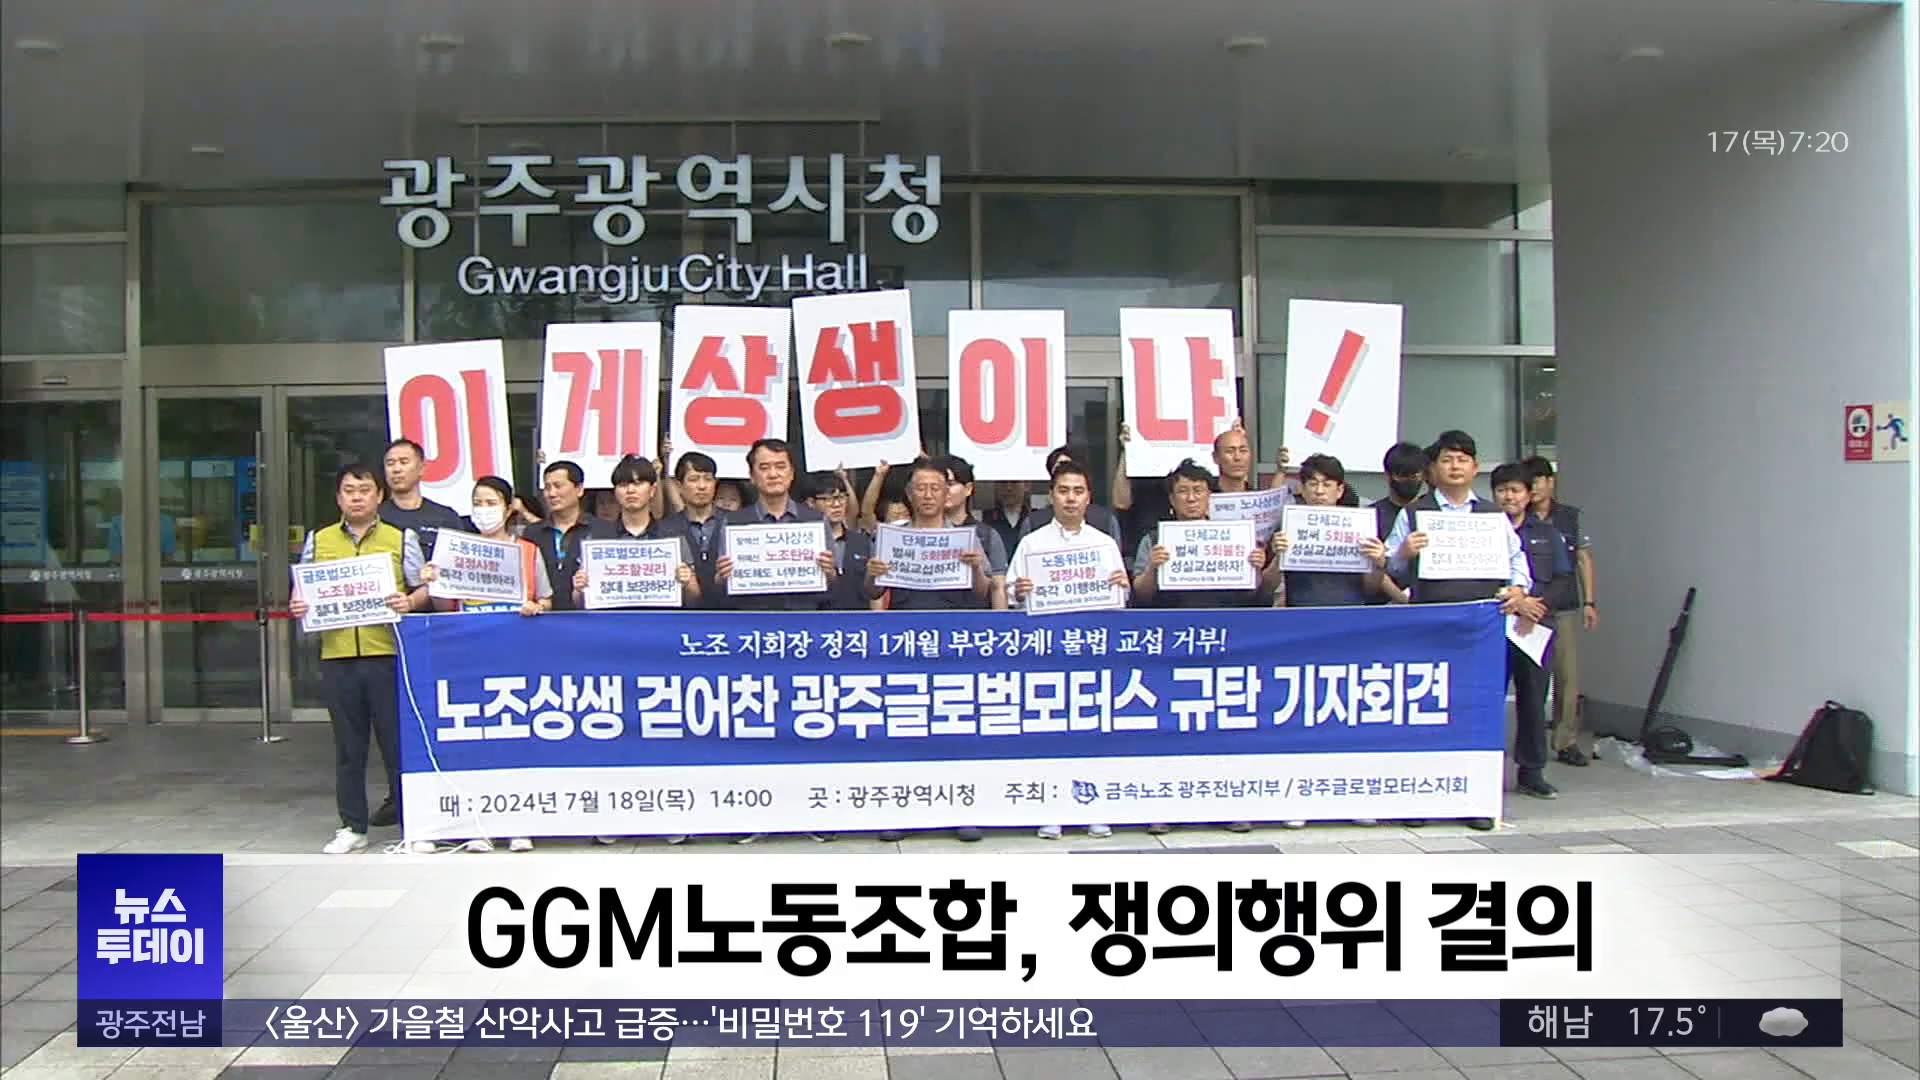 17(목)7:20
광주광역시청
Gwangju City Hall
이게상생이냐!
글로벌모터스는
노조할권리
절대 보장하라!
노동위원회
결정사항
즉각 이행하라
글로벌모터스는
노조할권리
절대 보장하라!
앞에선 노사상생
뒤에선 노조탄압
해도해도 너무한다!
단체교섭
벌써 5회불참
성실교섭하자!
노동위원회
결정사항
즉각 이행하라
단체교섭
벌써 5회불참
성실교섭하자!
노사상생
단체교섭
벌써 5회불
성실교섭하자
글로벌모터스는
노조할권리
절대 보장하라!
노조 지회장 정직 1개월 부당징계! 불법 교섭 거부!
노조상생 걷어찬 광주글로벌모터스 규탄 기자회견
때 : 2024년 7월 18일(목) 14:00 곳 : 광주광역시청 주최 : 금속노조 광주전남지부 / 광주글로벌모터스지회
뉴스
투데이
GGM노동조합, 쟁의행위 결의
광주전남
〈울산〉 가을철 산악사고 급증…'비밀번호 119' 기억하세요
해남 17.5°